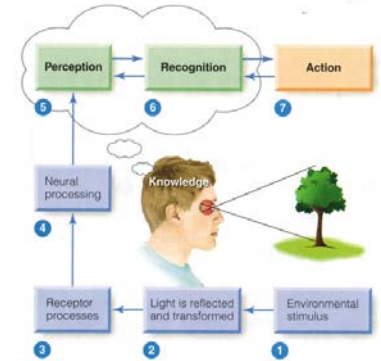 Perception
Recognition
Action
5
6
7
Neural
processing
Knowledge
4
Receptor
processes
Light is reflected
and transformed
Environmental
stimulus
3
2
1